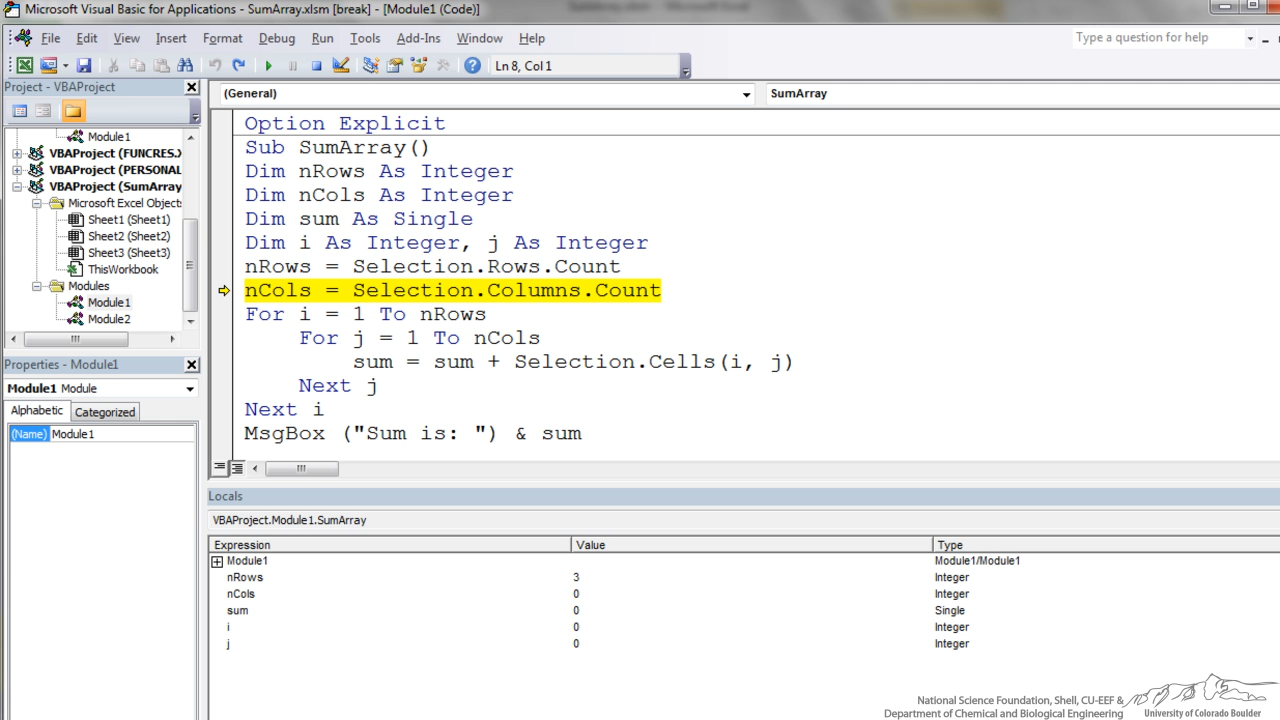 Microsoft Visual Basic for Applications - SumArray.xlsm [break] - [Module1 (Code)]
File Edit View Insert Format Debug Run Tools Add-Ins Window Help
Type a question for help
Ln 8, Col 1
Project - VBAProject
Module1
VBAProject (FUNCRES.X
VBAProject (PERSONAL
VBAProject (SumArray
Microsoft Excel Objects
Sheet1 (Sheet1)
Sheet2 (Sheet2)
Sheet3 (Sheet3)
ThisWorkbook
Modules
Module1
Module2
Properties - Module1
Module1 Module
Alphabetic Categorized
(Name) Module1
(General) SumArray
Option Explicit
Sub SumArray()
Dim nRows As Integer
Dim nCols As Integer
Dim sum As Single
Dim i As Integer, j As Integer
nRows = Selection.Rows.Count
nCols = Selection.Columns.Count
For i = 1 To nRows
For j = 1 To nCols
sum = sum + Selection.Cells(i, j)
Next j
Next i
MsgBox ("Sum is: ") & sum
Locals
VBAProject.Module1.SumArray
Expression Value Type
Module1 Module1/Module1
nRows 3 Integer
nCols 0 Integer
sum 0 Single
i 0 Integer
j 0 Integer
National Science Foundation, Shell, CU-EEF &
Department of Chemical and Biological Engineering
University of Colorado Boulder